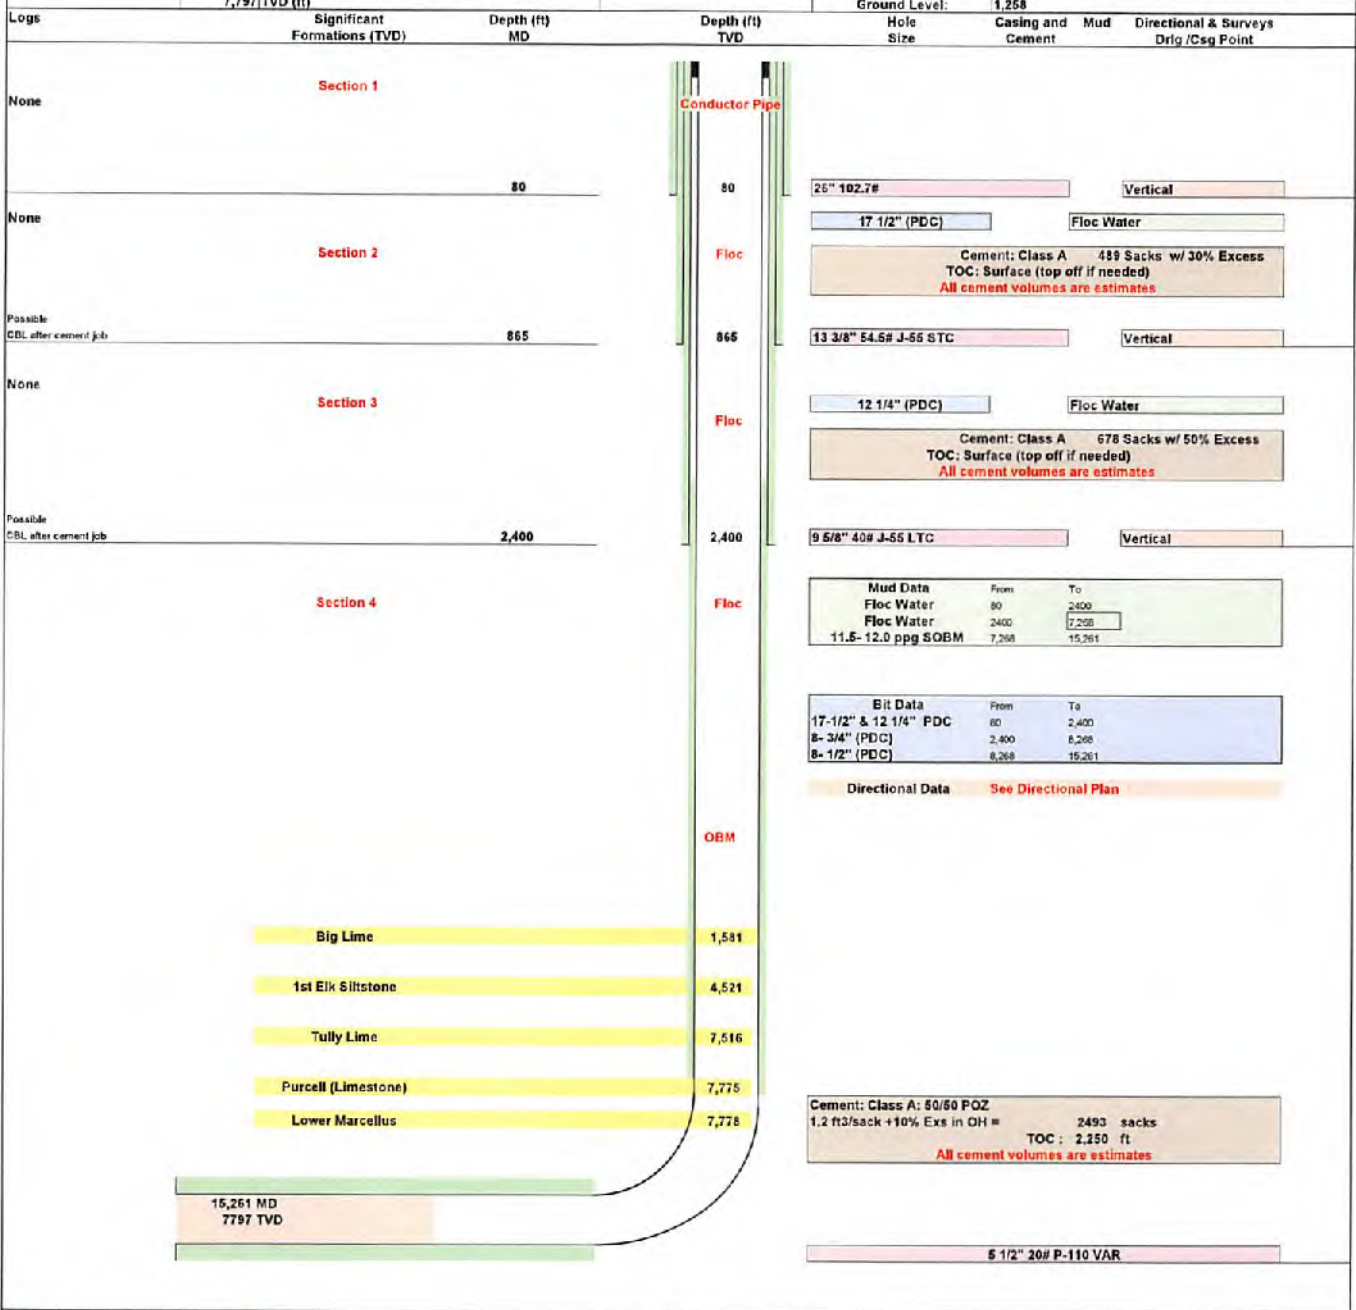 7,797 TVD (ft) Ground Level: 1,258
Logs Significant Depth (ft) Depth (ft) Hole Casing and Mud Directional & Surveys
Formations (TVD) MD TVD Size Cement Drlg /Csg Point
Section 1
None
Conductor Pipe
80 80 26" 102.7# Vertical
None 17 1/2" (PDC) Floc Water
Section 2 Floc Cement: Class A 489 Sacks w/ 30% Excess
TOC: Surface (top off if needed)
All cement volumes are estimates
Possible
CBL after cement job 865 865 13 3/8" 54.5# J-55 STC Vertical
None
Section 3 12 1/4" (PDC) Floc Water
Floc
Cement: Class A 678 Sacks w/ 50% Excess
TOC: Surface (top off if needed)
All cement volumes are estimates
Possible
CBL after cement job 2,400 2,400 9 5/8" 40# J-55 LTC Vertical
Mud Data From To
Section 4 Floc Floc Water 80 2400
Floc Water 2400 7,268
11.5- 12.0 ppg SOBM 7,268 15,261
Bit Data From To
17-1/2" & 12 1/4" PDC 80 2,400
8- 3/4" (PDC) 2,400 8,268
8- 1/2" (PDC) 8,268 15,261
Directional Data See Directional Plan
OBM
Big Lime 1,581
1st Elk Siltstone 4,521
Tully Lime 7,516
Purcell (Limestone) 7,775
Lower Marcellus 7,778
Cement: Class A: 50/50 POZ
1.2 ft3/sack +10% Exs in OH = 2493 sacks
TOC : 2,250 ft
All cement volumes are estimates
15,261 MD
7797 TVD
5 1/2" 20# P-110 VAR